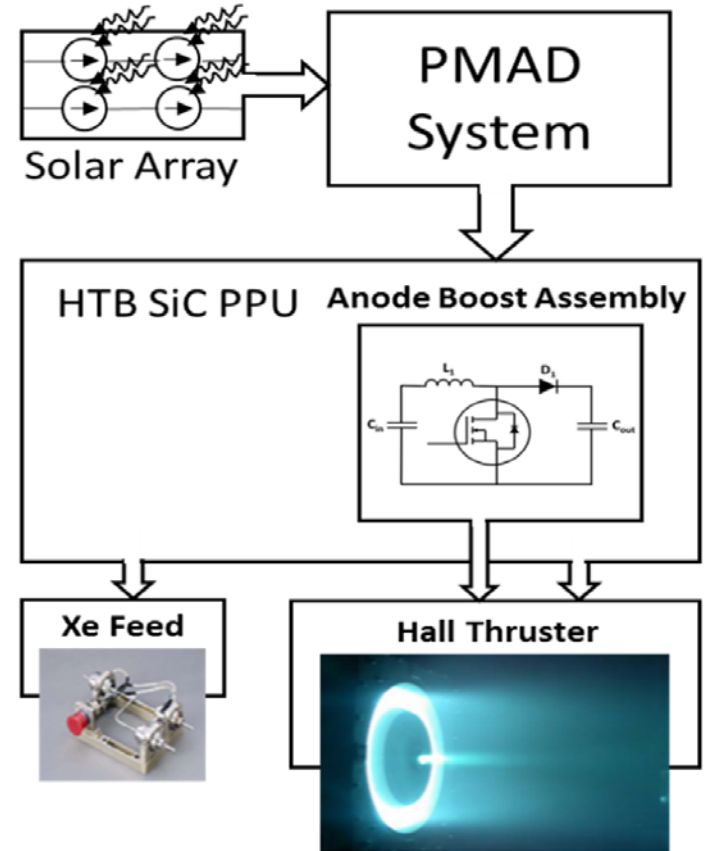 Solar Array
PMAD
System
HTB SiC PPU
Anode Boost Assembly
L₁
D₁
Cᵢₙ
Cₒᵤₜ
Xe Feed
Hall Thruster